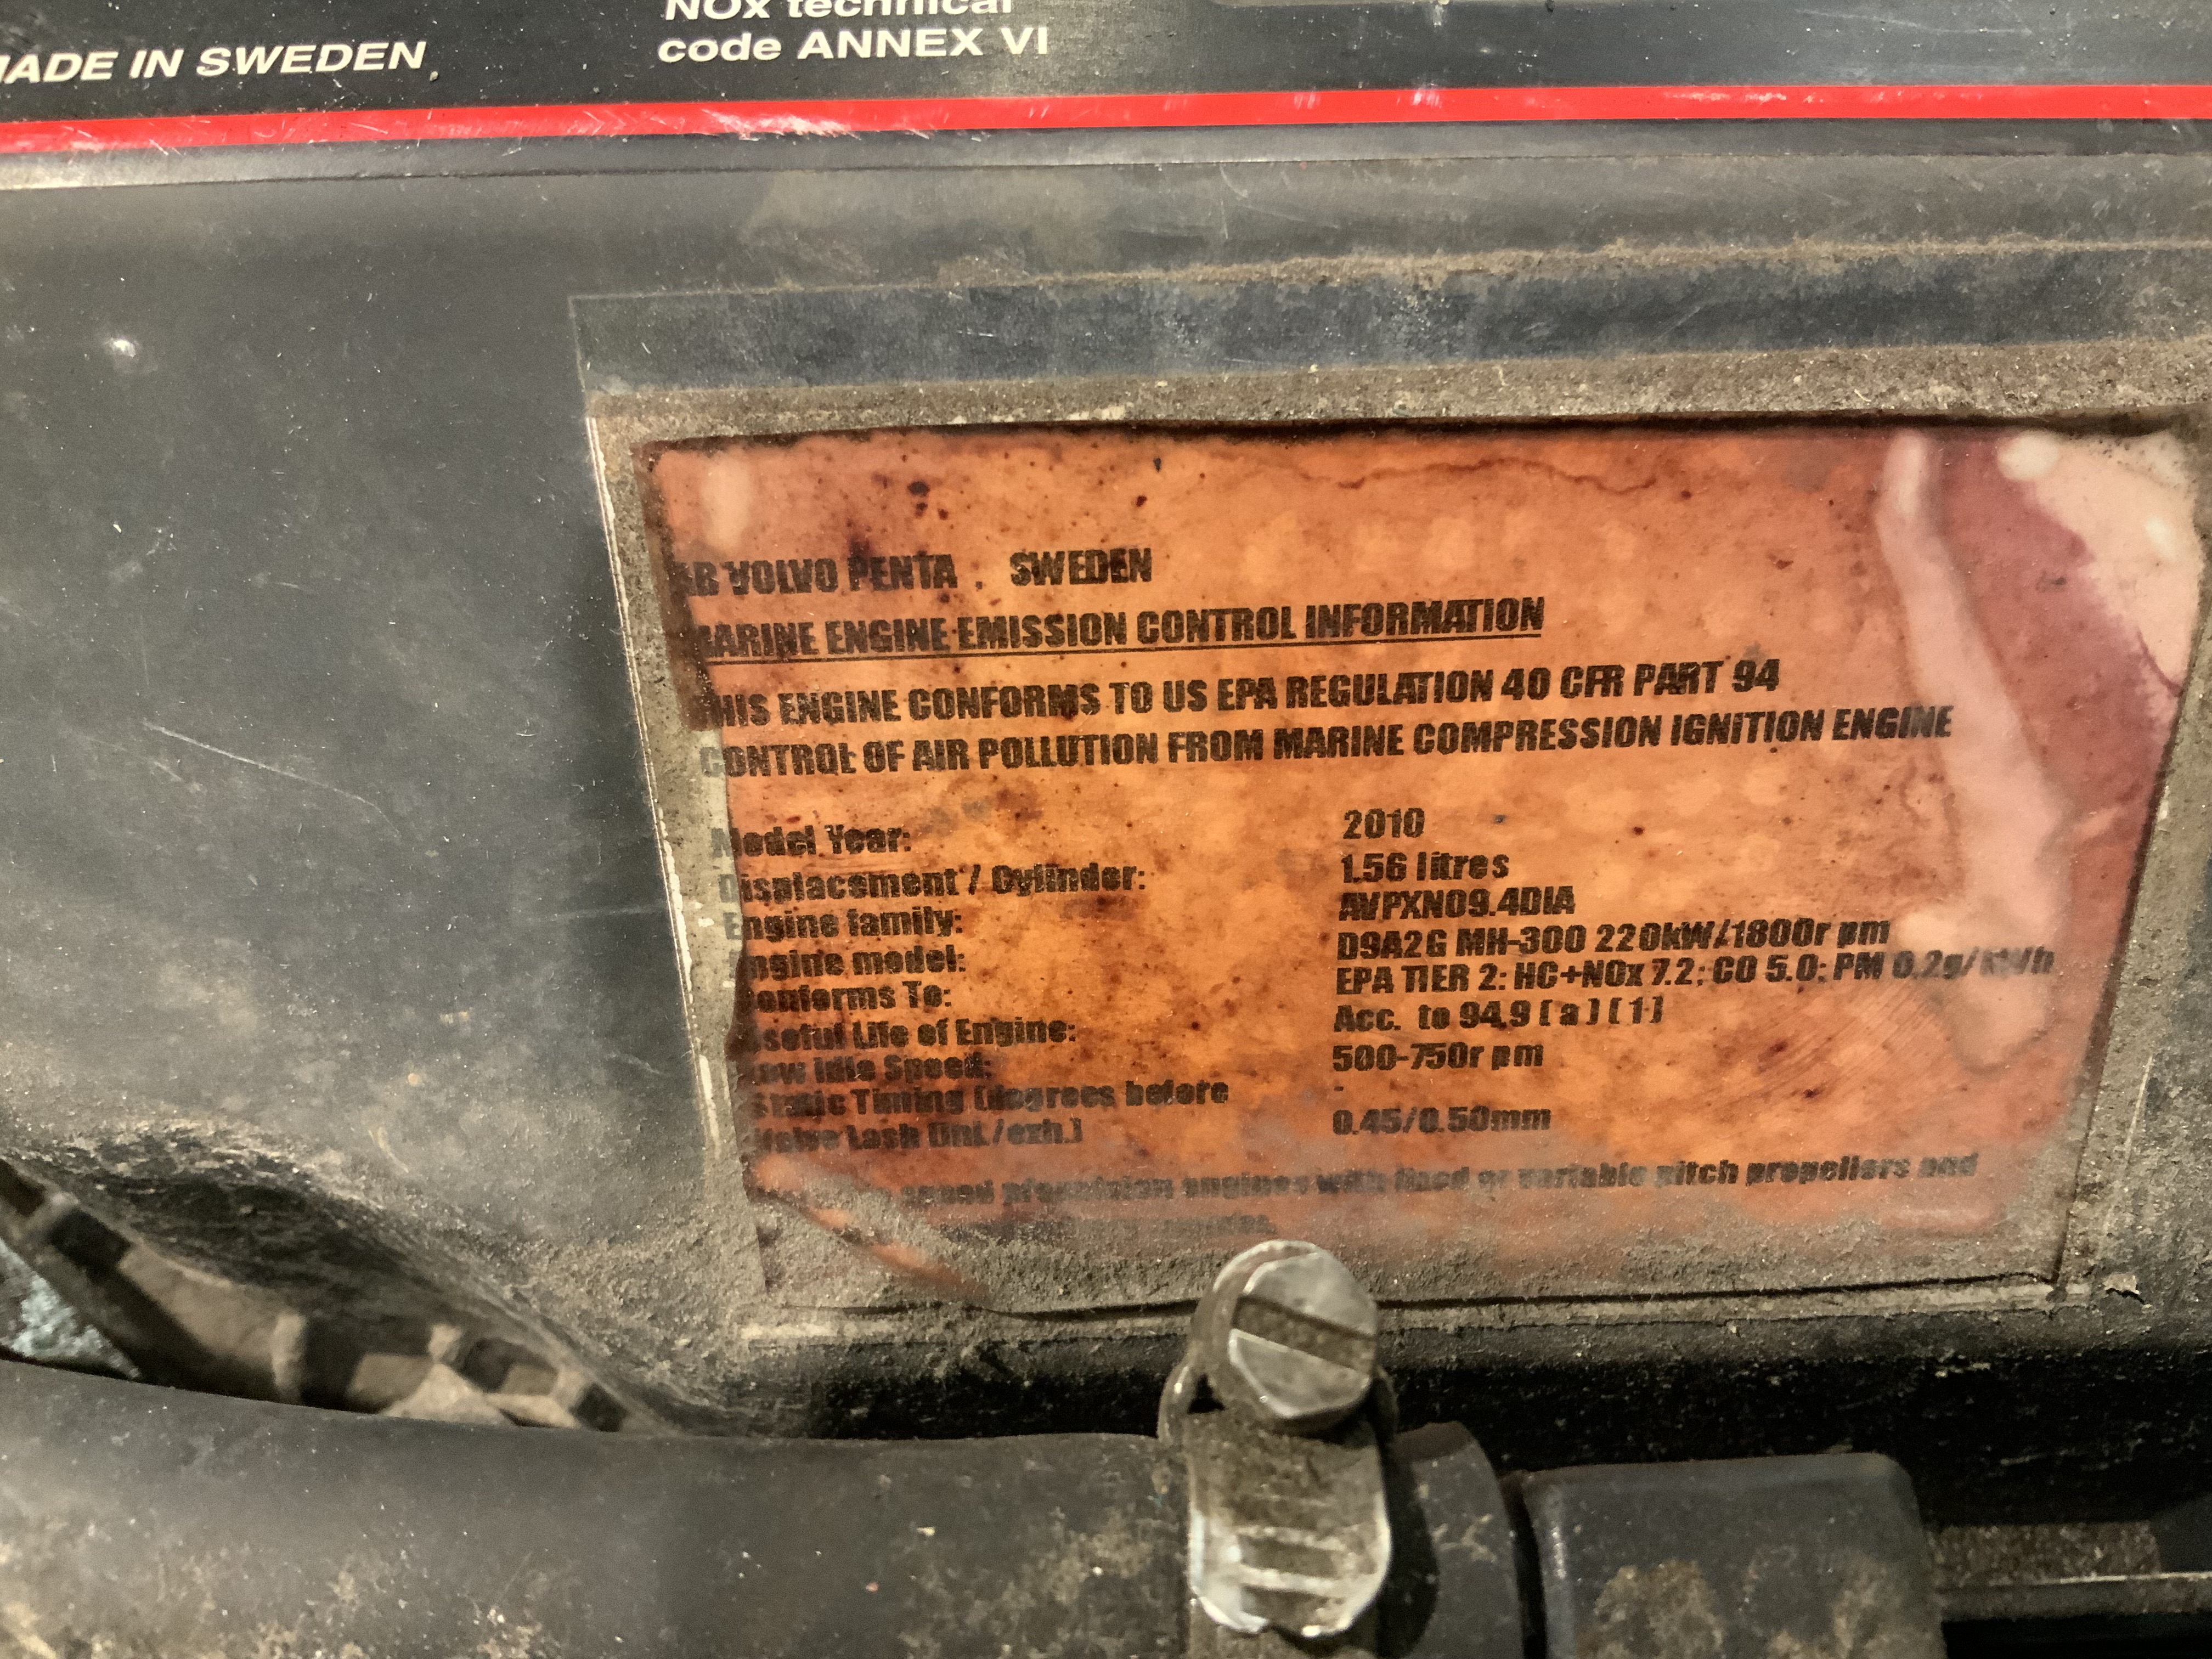 NOx technical
MADE IN SWEDEN
code ANNEX VI
AB VOLVO PENTA . SWEDEN
MARINE ENGINE EMISSION CONTROL INFORMATION
THIS ENGINE CONFORMS TO US EPA REGULATION 40 CFR PART 94
CONTROL OF AIR POLLUTION FROM MARINE COMPRESSION IGNITION ENGINE
Model Year: 2010
Displacement / Cylinder: 1.56 litres
Engine family: AVPXN09.4DIA
Engine model: D9A2G MH-300 220kW/1800r pm
Conforms To: EPA TIER 2: HC+NOx 7.2; CO 5.0; PM 0.2g/kWh
Useful Life of Engine: Acc. to 94.9 [ a ] [ 1 ]
Low Idle Speed: 500-750r pm
Static Timing (degrees before -
Valve Lash (int./exh.) 0.45/0.50mm
speed propulsion engines with fixed or variable pitch propellers and